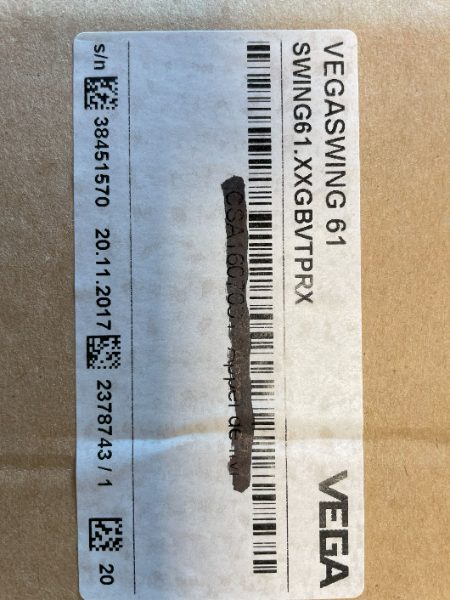 VEGASWING 61
SWING61.XXGBVTPRX
VEGA
s/n 38451570 20.11.2017 2378743 / 1 20